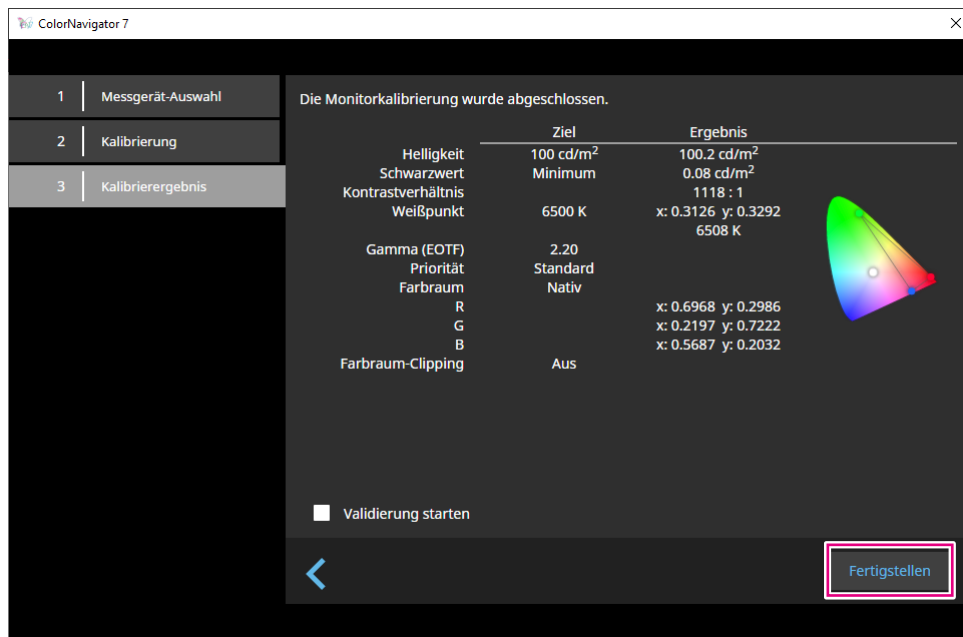 ColorNavigator 7
1 Messgerät-Auswahl
2 Kalibrierung
3 Kalibrierergebnis
Die Monitorkalibrierung wurde abgeschlossen.
Ziel Ergebnis
Helligkeit 100 cd/m² 100.2 cd/m²
Schwarzwert Minimum 0.08 cd/m²
Kontrastverhältnis 1118 : 1
Weißpunkt 6500 K x: 0.3126 y: 0.3292
6508 K
Gamma (EOTF) 2.20
Priorität Standard
Farbraum Nativ
R x: 0.6968 y: 0.2986
G x: 0.2197 y: 0.7222
B x: 0.5687 y: 0.2032
Farbraum-Clipping Aus
Validierung starten
Fertigstellen